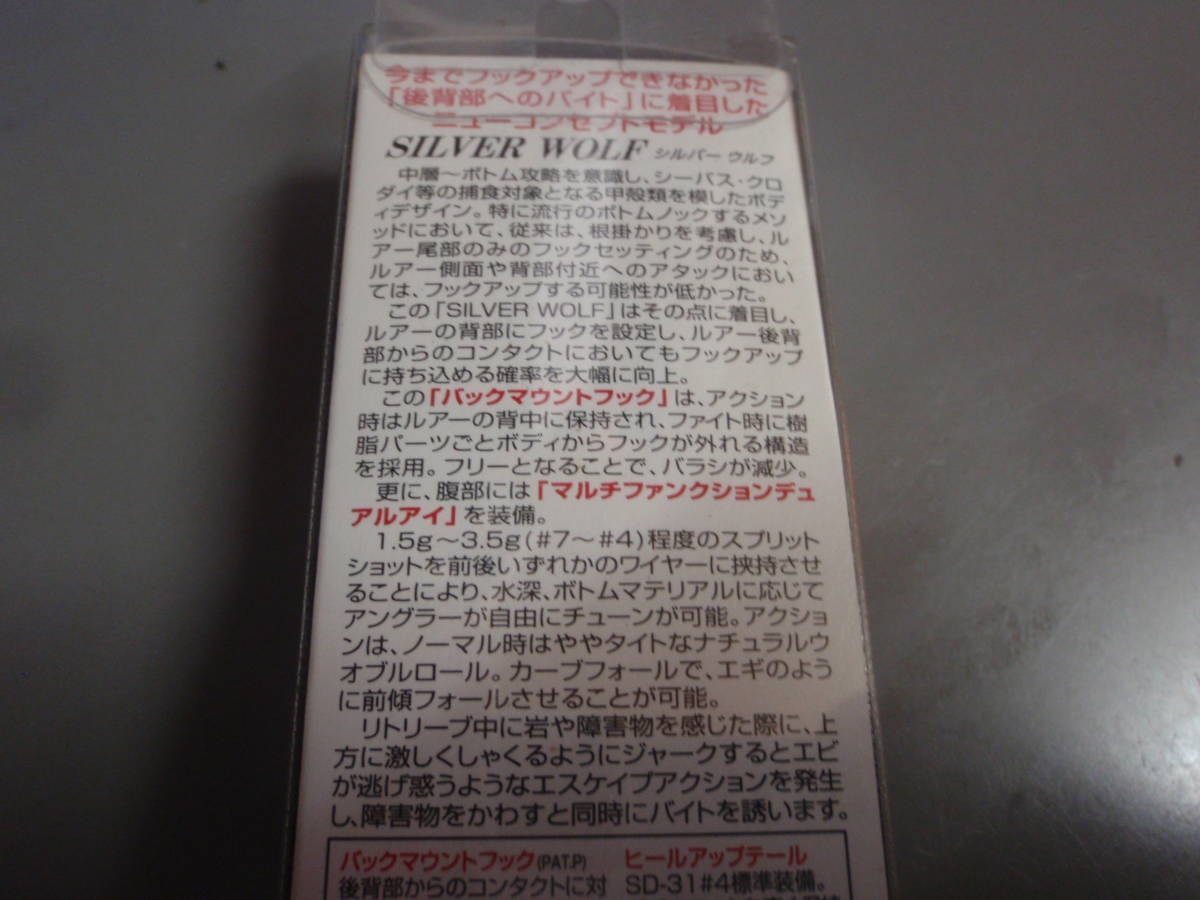 今までフックアップできなかった
「後背部へのバイト」に着目した
ニューコンセプトモデル
SILVER WOLF シルバー ウルフ
中層～ボトム攻略を意識し、シーバス・クロ
ダイ等の捕食対象となる甲殻類を模したボデ
ィデザイン。特に流行のボトムノックするメソ
ッドにおいて、従来は、根掛かりを考慮し、ル
アー尾部のみのフックセッティングのため、
ルアー側面や背部付近へのアタックにおい
ては、フックアップする可能性が低かった。
この「SILVER WOLF」はその点に着目し、
ルアーの背部にフックを設定し、ルアー後背
部からのコンタクトにおいてもフックアップ
に持ち込める確率を大幅に向上。
この「バックマウントフック」は、アクション
時はルアーの背中に保持され、ファイト時に樹
脂パーツごとボディからフックが外れる構造
を採用。フリーとなることで、バラシが減少。
更に、腹部には「マルチファンクションデュ
アルアイ」を装備。
1.5g～3.5g(#7～#4)程度のスプリット
ショットを前後いずれかのワイヤーに挟持させ
ることにより、水深、ボトムマテリアルに応じて
アングラーが自由にチューンが可能。アクショ
ンは、ノーマル時はややタイトなナチュラルウ
ォブルロール。カーブフォールで、エギのよう
に前傾フォールさせることが可能。
リトリーブ中に岩や障害物を感じた際に、上
方に激しくしゃくるようにジャークするとエビ
が逃げ惑うようなエスケイプアクションを発生
し、障害物をかわすと同時にバイトを誘います。
バックマウントフック(PAT.P) ヒールアップテール
後背部からのコンタクトに対 SD-31#4標準装備。